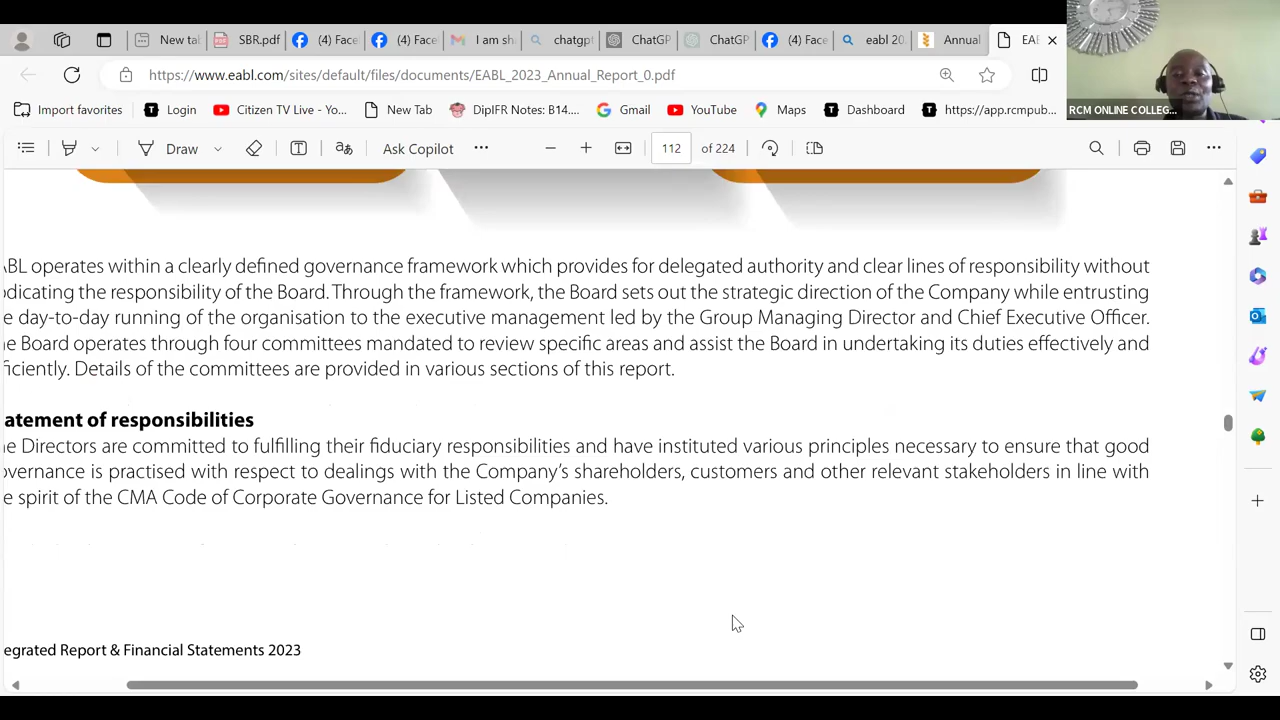 New ta
SBR.pdf
(4) Face
(4) Face
I am sh
chatgpt
ChatGP
ChatGP
(4) Face
eabl 20
Annual
EA
https://www.eabl.com/sites/default/files/documents/EABL_2023_Annual_Report_0.pdf
Import favorites
Login
Citizen TV Live - Yo...
New Tab
DipIFR Notes: B14....
Gmail
YouTube
Maps
Dashboard
https://app.rcmpub...
RCM ONLINE COLLEG...
Draw
Ask Copilot
112 of 224
ABL operates within a clearly defined governance framework which provides for delegated authority and clear lines of responsibility without
odicating the responsibility of the Board. Through the framework, the Board sets out the strategic direction of the Company while entrusting
e day-to-day running of the organisation to the executive management led by the Group Managing Director and Chief Executive Officer.
he Board operates through four committees mandated to review specific areas and assist the Board in undertaking its duties effectively and
ficiently. Details of the committees are provided in various sections of this report.
atement of responsibilities
e Directors are committed to fulfilling their fiduciary responsibilities and have instituted various principles necessary to ensure that good
overnance is practised with respect to dealings with the Company's shareholders, customers and other relevant stakeholders in line with
e spirit of the CMA Code of Corporate Governance for Listed Companies.
egrated Report & Financial Statements 2023